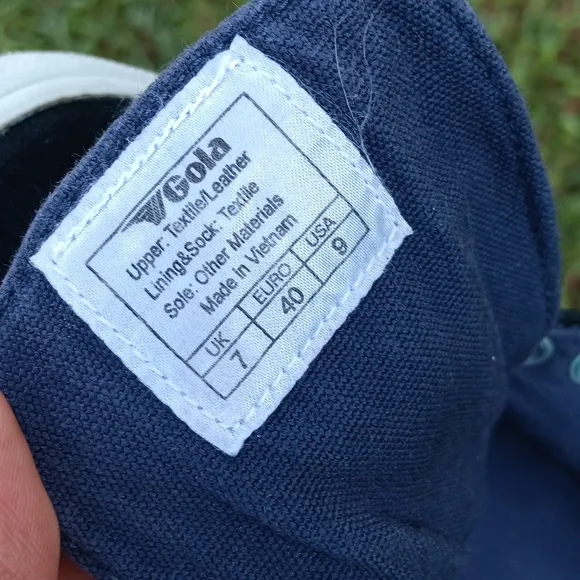 Gola
Upper: Textile/Leather
Lining&Sock: Textile
Sole: Other Materials
Made in Vietnam
UK EURO USA
7 40 9